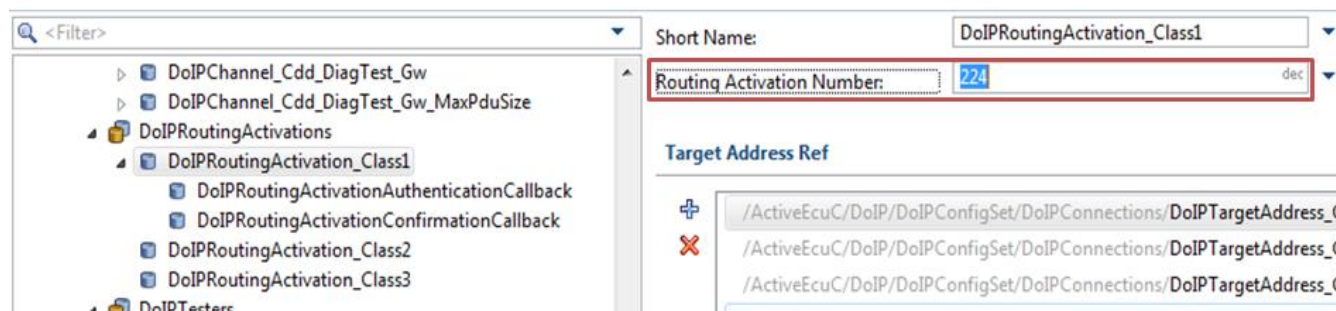 <Filter>
DoIPChannel_Cdd_DiagTest_Gw
DoIPChannel_Cdd_DiagTest_Gw_MaxPduSize
DoIPRoutingActivations
DoIPRoutingActivation_Class1
DoIPRoutingActivationAuthenticationCallback
DoIPRoutingActivationConfirmationCallback
DoIPRoutingActivation_Class2
DoIPRoutingActivation_Class3
DoIPTesters
Short Name: DoIPRoutingActivation_Class1
Routing Activation Number: 224 dec
Target Address Ref
/ActiveEcuC/DoIP/DoIPConfigSet/DoIPConnections/DoIPTargetAddress_
/ActiveEcuC/DoIP/DoIPConfigSet/DoIPConnections/DoIPTargetAddress_
/ActiveEcuC/DoIP/DoIPConfigSet/DoIPConnections/DoIPTargetAddress_